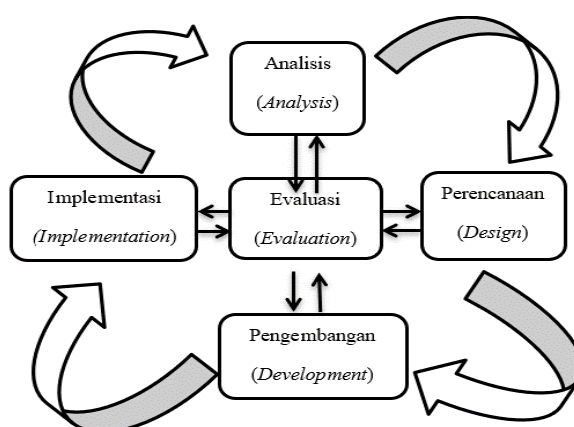 Analisis
(Analysis)
Implementasi
(Implementation)
Evaluasi
(Evaluation)
Perencanaan
(Design)
Pengembangan
(Development)